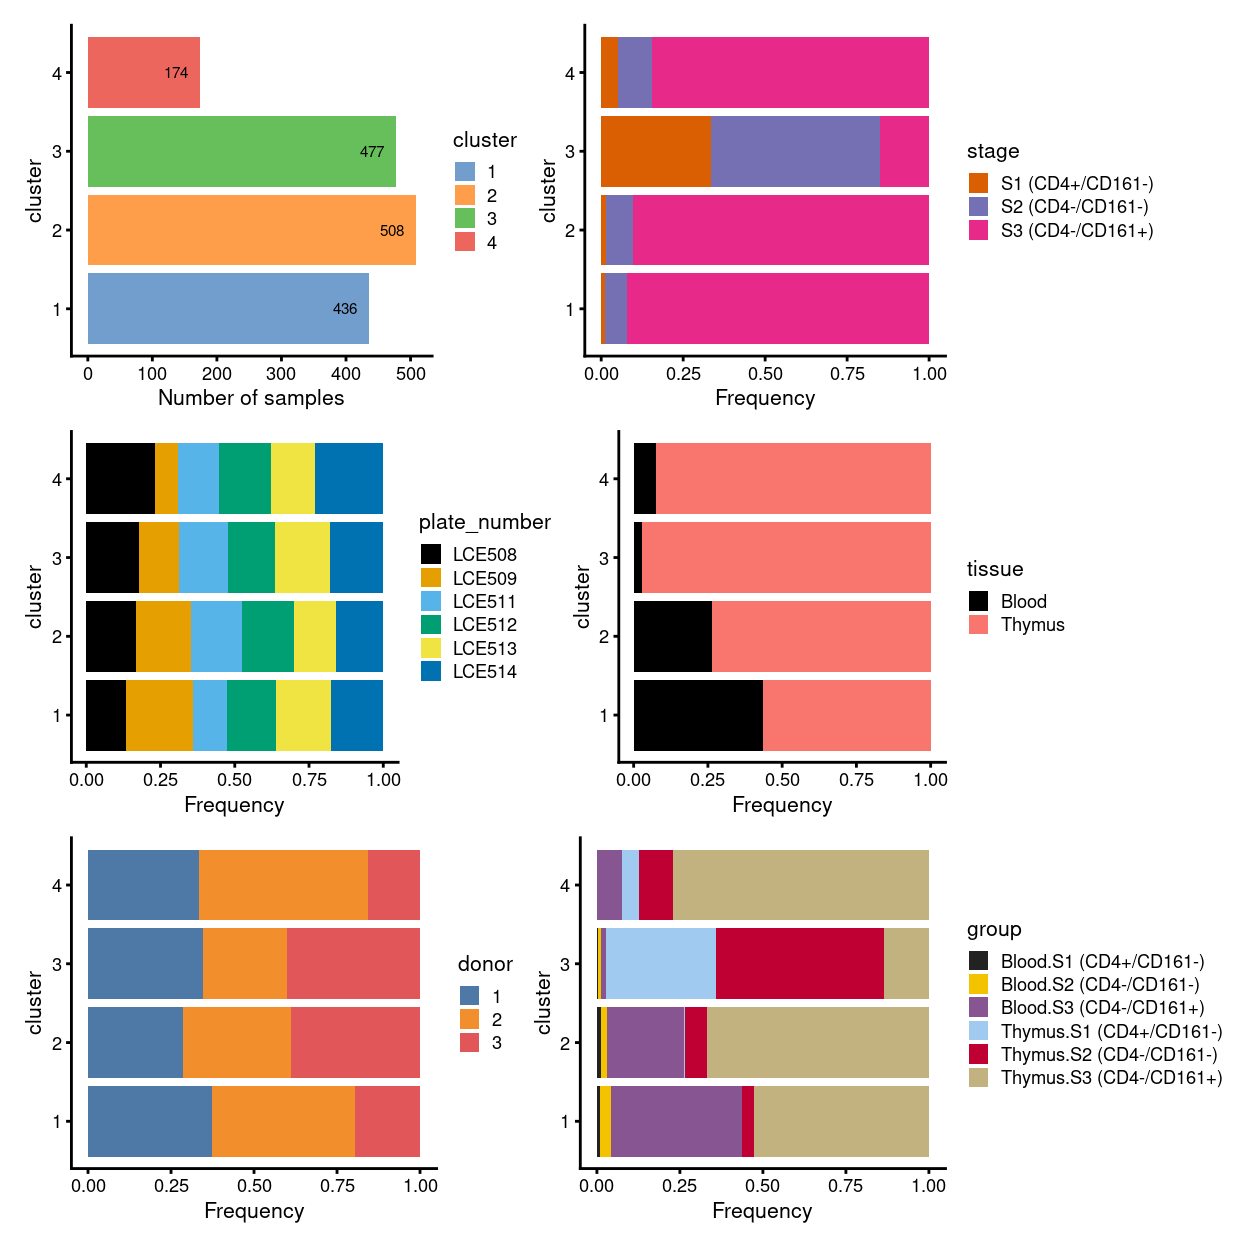 4
3
2
1
cluster
174
477
508
436
0 100 200 300 400 500
Number of samples
cluster
1
2
3
4
4
3
2
1
cluster
0.00 0.25 0.50 0.75 1.00
Frequency
stage
S1 (CD4+/CD161-)
S2 (CD4-/CD161-)
S3 (CD4-/CD161+)
4
3
2
1
cluster
0.00 0.25 0.50 0.75 1.00
Frequency
plate_number
LCE508
LCE509
LCE511
LCE512
LCE513
LCE514
4
3
2
1
cluster
0.00 0.25 0.50 0.75 1.00
Frequency
tissue
Blood
Thymus
4
3
2
1
cluster
0.00 0.25 0.50 0.75 1.00
Frequency
donor
1
2
3
4
3
2
1
cluster
0.00 0.25 0.50 0.75 1.00
Frequency
group
Blood.S1 (CD4+/CD161-)
Blood.S2 (CD4-/CD161-)
Blood.S3 (CD4-/CD161+)
Thymus.S1 (CD4+/CD161-)
Thymus.S2 (CD4-/CD161-)
Thymus.S3 (CD4-/CD161+)